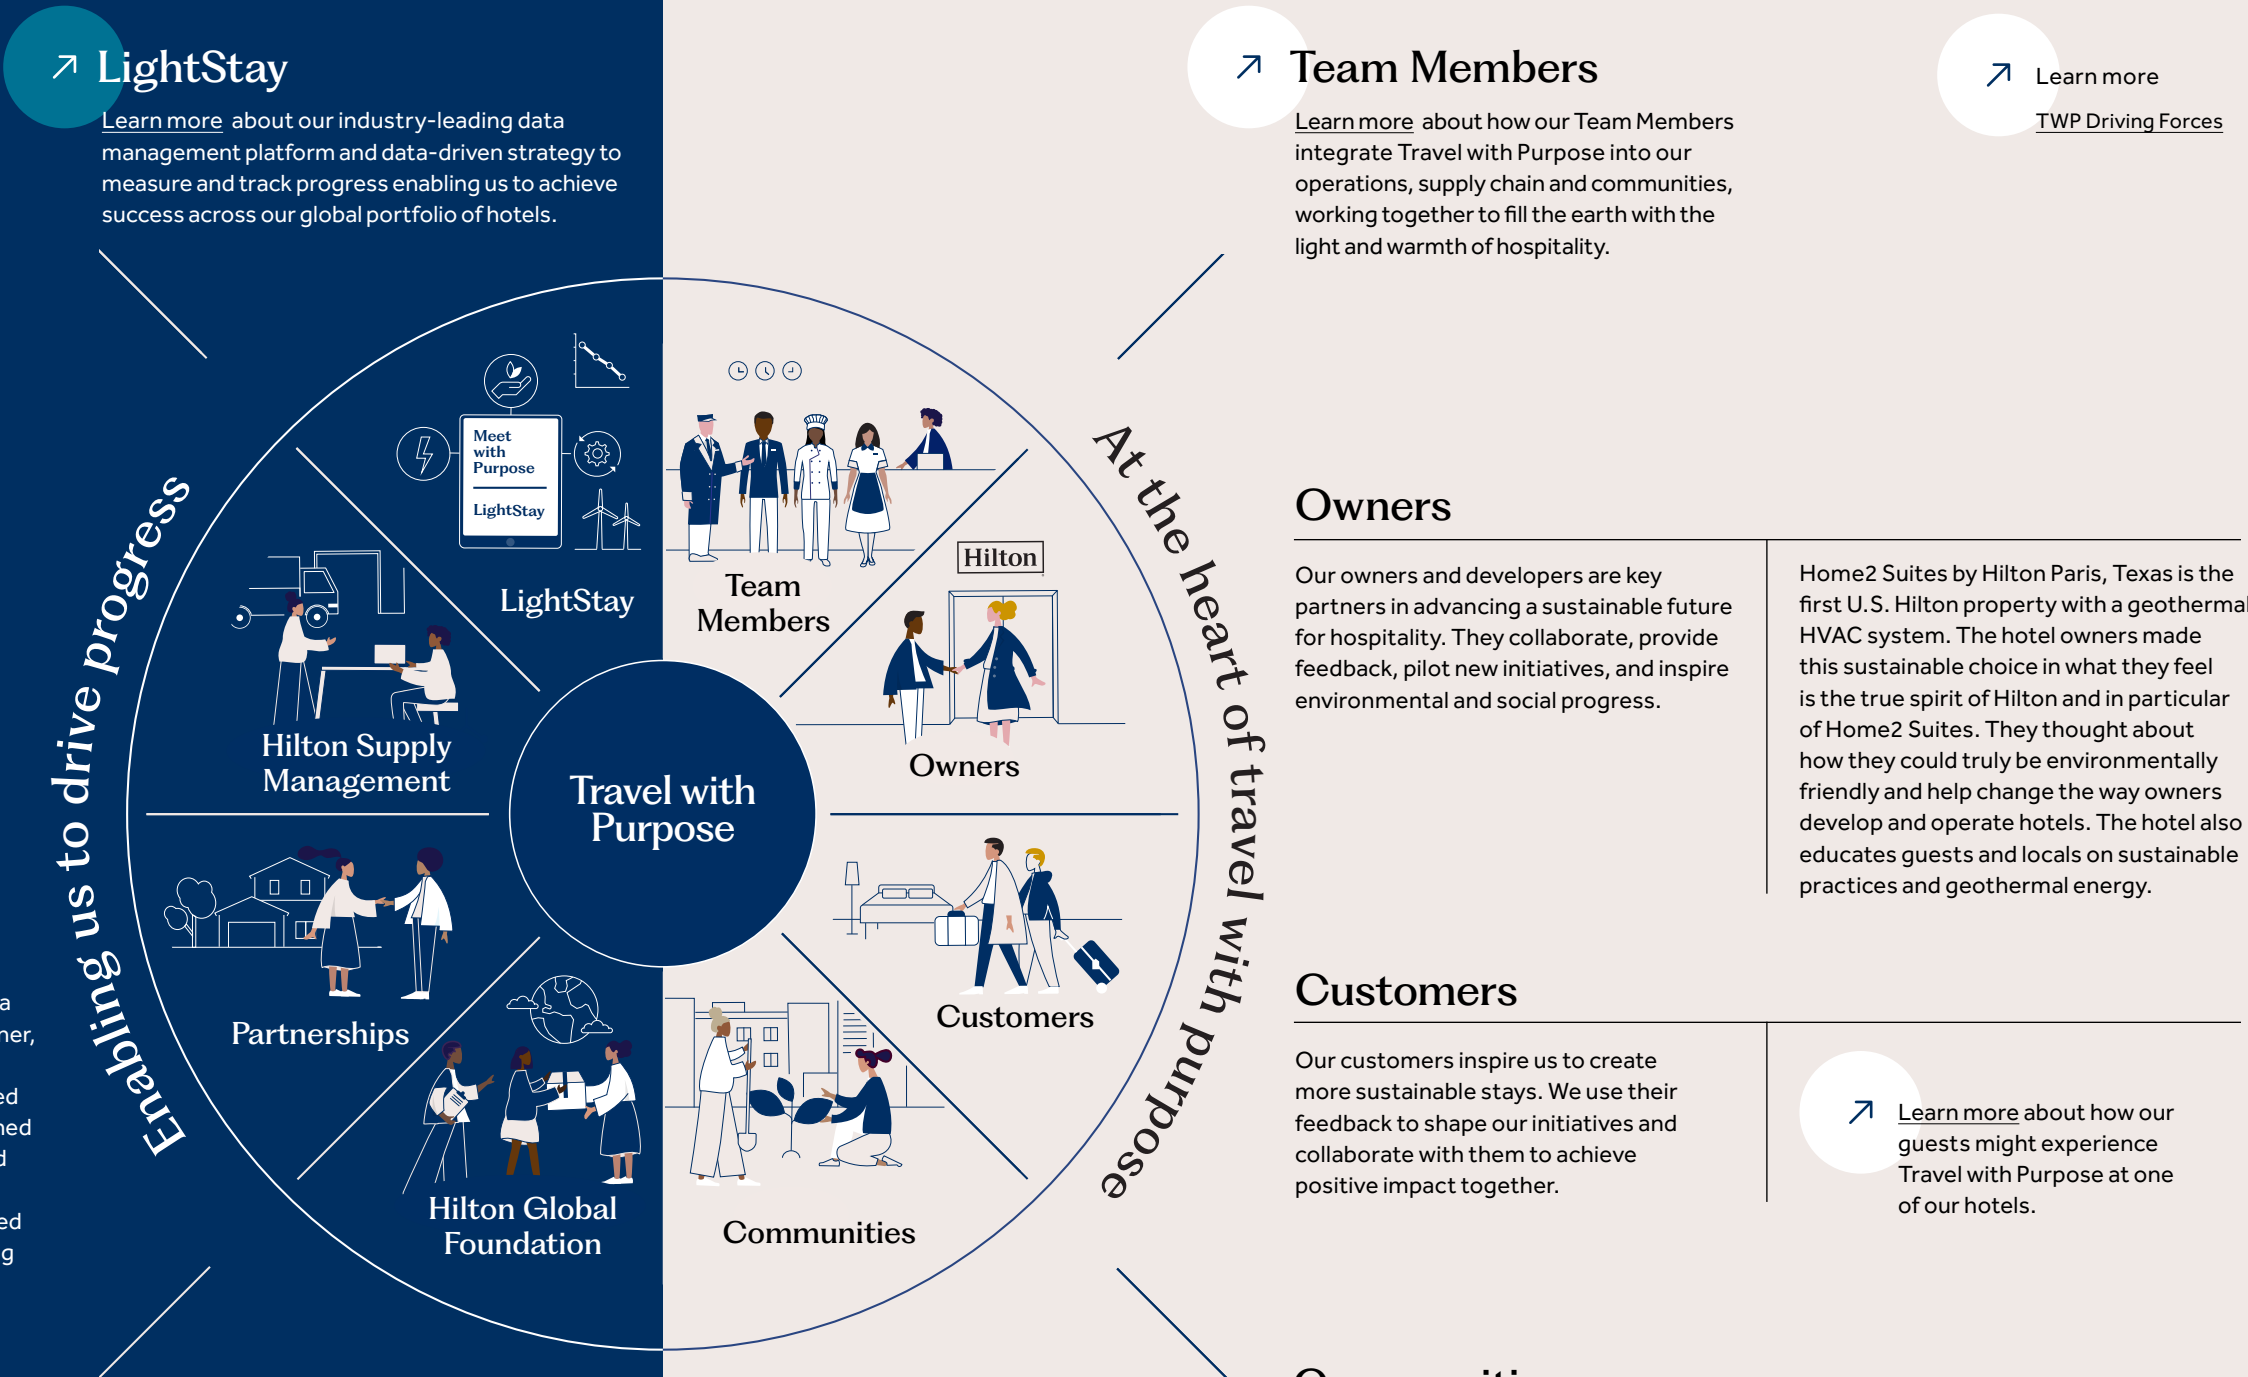 LightStay
Learn more about our industry-leading data
management platform and data-driven strategy to
measure and track progress enabling us to achieve
success across our global portfolio of hotels.
Team Members
Learn more about how our Team Members
integrate Travel with Purpose into our
operations, supply chain and communities,
working together to fill the earth with the
light and warmth of hospitality.
Learn more
TWP Driving Forces
Enabling us to drive progress
At the heart of travel with purpose
Meet
with
Purpose
LightStay
LightStay
Team
Members
Hilton
Owners
Hilton Supply
Management
Travel with
Purpose
Partnerships
Customers
Hilton Global
Foundation
Communities
Owners
Our owners and developers are key
partners in advancing a sustainable future
for hospitality. They collaborate, provide
feedback, pilot new initiatives, and inspire
environmental and social progress.
Home2 Suites by Hilton Paris, Texas is the
first U.S. Hilton property with a geothermal
HVAC system. The hotel owners made
this sustainable choice in what they feel
is the true spirit of Hilton and in particular
of Home2 Suites. They thought about
how they could truly be environmentally
friendly and help change the way owners
develop and operate hotels. The hotel also
educates guests and locals on sustainable
practices and geothermal energy.
Customers
Our customers inspire us to create
more sustainable stays. We use their
feedback to shape our initiatives and
collaborate with them to achieve
positive impact together.
Learn more about how our
guests might experience
Travel with Purpose at one
of our hotels.